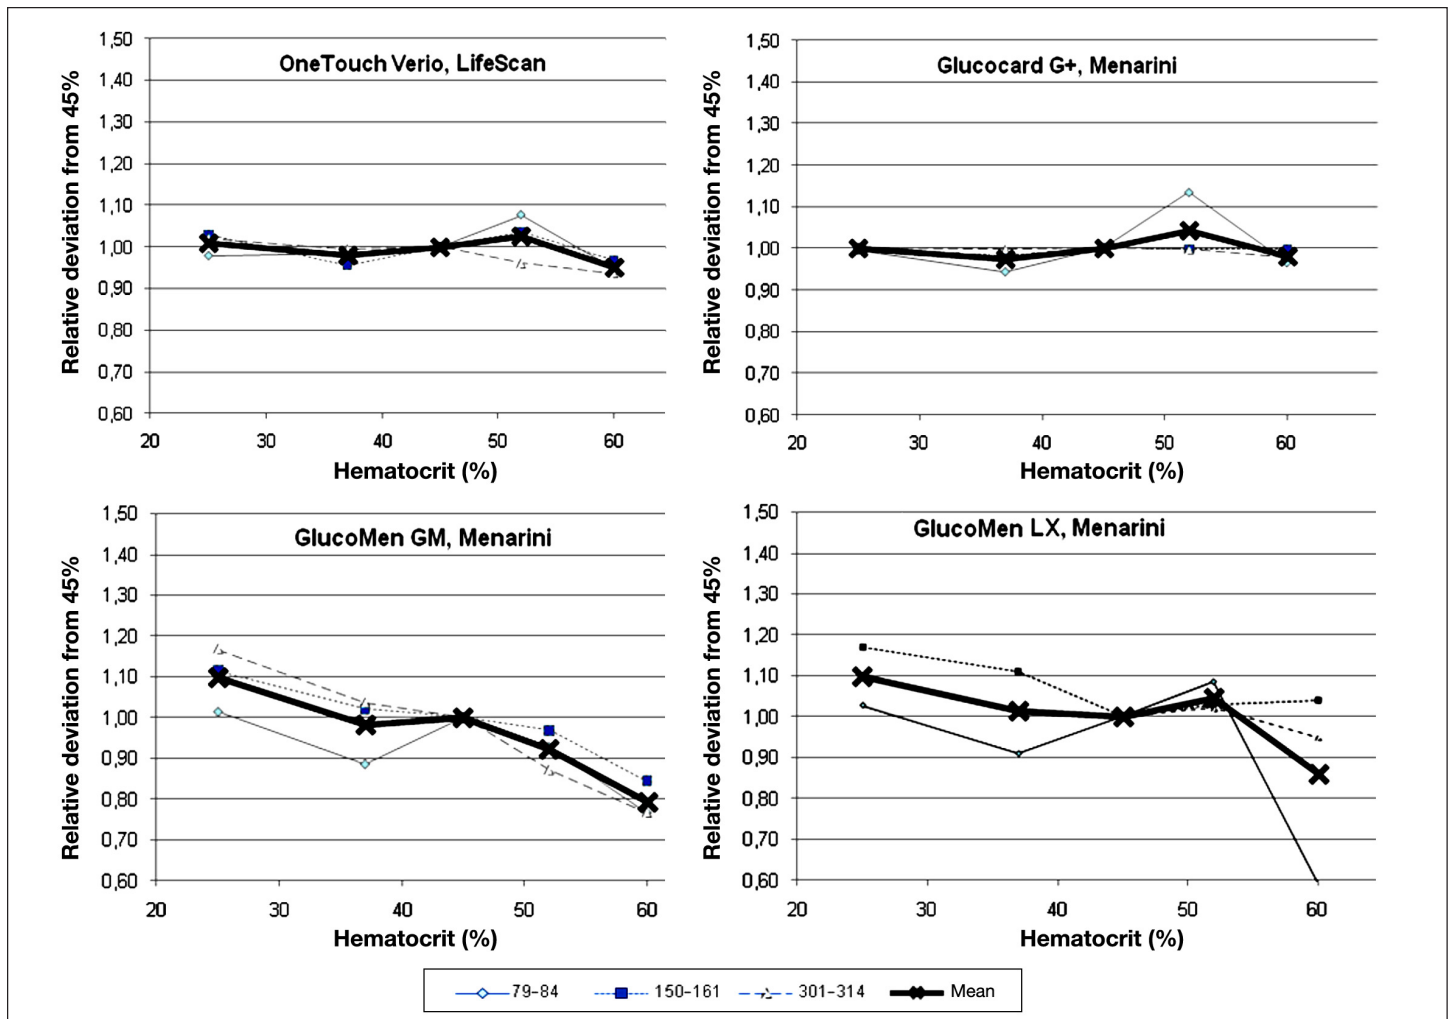 OneTouch Verio, LifeScan
Relative deviation from 45%
1,50
1,40
1,30
1,20
1,10
1,00
0,90
0,80
0,70
0,60
20 30 40 50 60
Hematocrit (%)
Glucocard G+, Menarini
Relative deviation from 45%
1,50
1,40
1,30
1,20
1,10
1,00
0,90
0,80
0,70
0,60
20 30 40 50 60
Hematocrit (%)
GlucoMen GM, Menarini
Relative deviation from 45%
1,50
1,40
1,30
1,20
1,10
1,00
0,90
0,80
0,70
0,60
20 30 40 50 60
Hematocrit (%)
GlucoMen LX, Menarini
Relative deviation from 45%
1,50
1,40
1,30
1,20
1,10
1,00
0,90
0,80
0,70
0,60
20 30 40 50 60
Hematocrit (%)
79-84 150-161 301-314 Mean